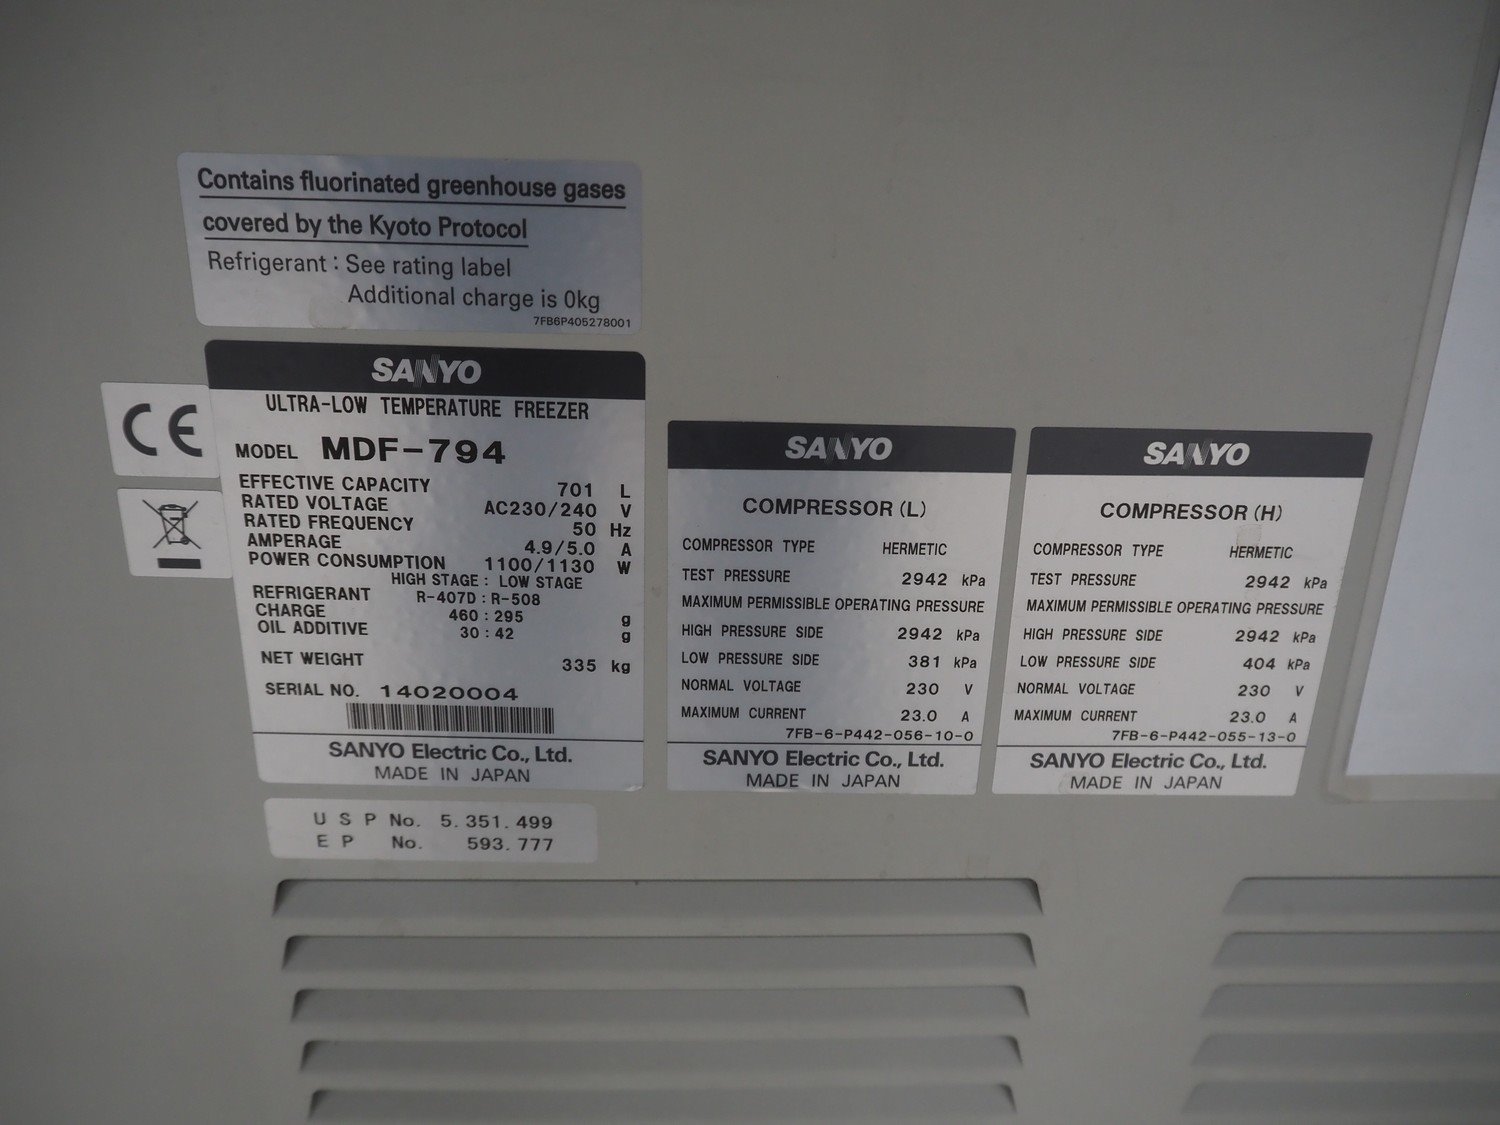 Contains fluorinated greenhouse gases
covered by the Kyoto Protocol
Refrigerant : See rating label
Additional charge is 0kg
7FB6P405278001
CE
SANYO
ULTRA-LOW TEMPERATURE FREEZER
MODEL MDF-794
EFFECTIVE CAPACITY 701 L
RATED VOLTAGE AC230/240 V
RATED FREQUENCY 50 Hz
AMPERAGE 4.9/5.0 A
POWER CONSUMPTION 1100/1130 W
HIGH STAGE : LOW STAGE
REFRIGERANT R-407D : R-508
CHARGE 460 : 295 g
OIL ADDITIVE 30 : 42 g
NET WEIGHT 335 kg
SERIAL NO. 14020004
SANYO Electric Co., Ltd.
MADE IN JAPAN
U S P No. 5.351.499
E P No. 593.777
SANYO
COMPRESSOR (L)
COMPRESSOR TYPE HERMETIC
TEST PRESSURE 2942 kPa
MAXIMUM PERMISSIBLE OPERATING PRESSURE
HIGH PRESSURE SIDE 2942 kPa
LOW PRESSURE SIDE 381 kPa
NORMAL VOLTAGE 230 V
MAXIMUM CURRENT 23.0 A
7FB-6-P442-056-10-0
SANYO Electric Co., Ltd.
MADE IN JAPAN
SANYO
COMPRESSOR (H)
COMPRESSOR TYPE HERMETIC
TEST PRESSURE 2942 kPa
MAXIMUM PERMISSIBLE OPERATING PRESSURE
HIGH PRESSURE SIDE 2942 kPa
LOW PRESSURE SIDE 404 kPa
NORMAL VOLTAGE 230 V
MAXIMUM CURRENT 23.0 A
7FB-6-P442-055-13-0
SANYO Electric Co., Ltd.
MADE IN JAPAN